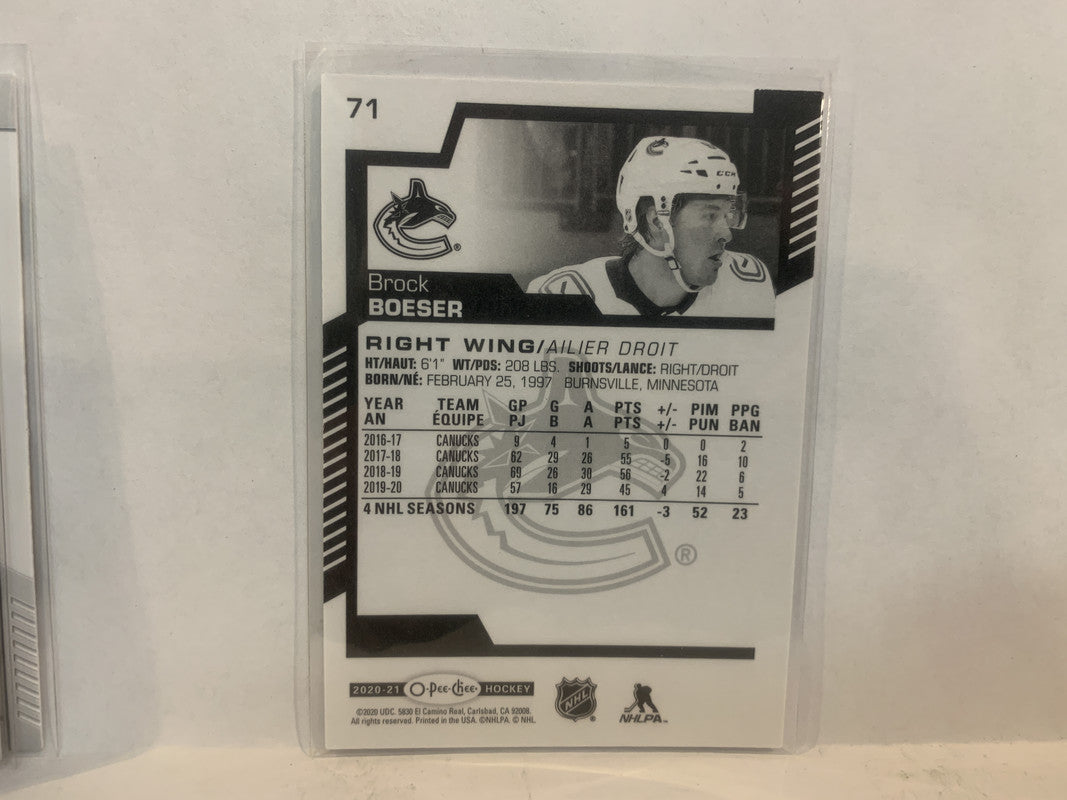 71
CCM
Brock
BOESER
RIGHT WING/AILIER DROIT
HT/HAUT: 6'1" WT/PDS: 208 LBS. SHOOTS/LANCE: RIGHT/DROIT
BORN/NÉ: FEBRUARY 25, 1997 BURNSVILLE, MINNESOTA
YEAR TEAM GP G A PTS +/- PIM PPG
AN ÉQUIPE PJ B A PTS +/- PUN BAN
2016-17 CANUCKS 9 4 1 5 0 0 2
2017-18 CANUCKS 62 29 26 55 -5 16 10
2018-19 CANUCKS 69 26 30 56 -2 22 6
2019-20 CANUCKS 57 16 29 45 4 14 5
4 NHL SEASONS 197 75 86 161 -3 52 23
®
2020-21 O-Pee-Chee® HOCKEY
NHL
NHLPA™
©2020 UDC. 5830 El Camino Real, Carlsbad, CA 92008.
All rights reserved. Printed in the USA. ©NHLPA. © NHL.